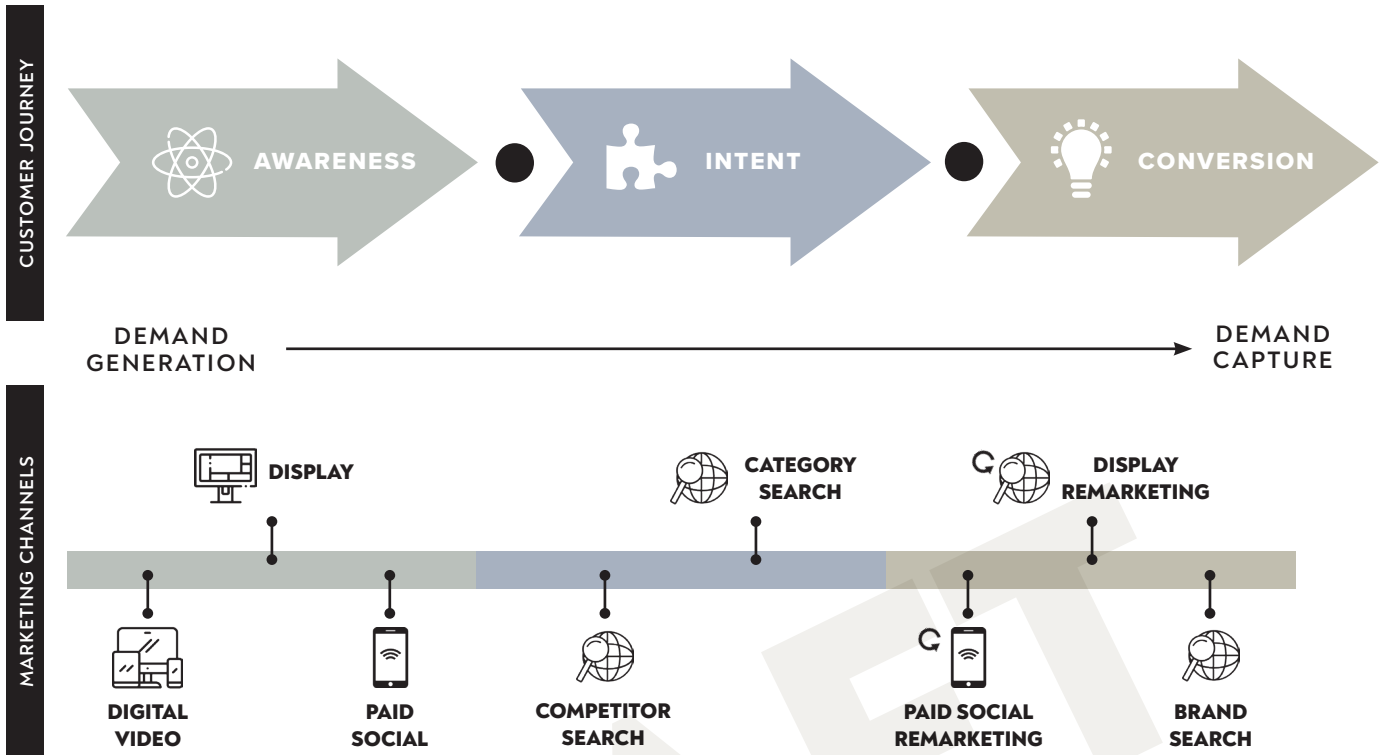 CUSTOMER JOURNEY
AWARENESS
INTENT
CONVERSION
DEMAND
GENERATION
DEMAND
CAPTURE
MARKETING CHANNELS
DISPLAY
CATEGORY
SEARCH
DISPLAY
REMARKETING
DIGITAL
VIDEO
PAID
SOCIAL
COMPETITOR
SEARCH
PAID SOCIAL
REMARKETING
BRAND
SEARCH